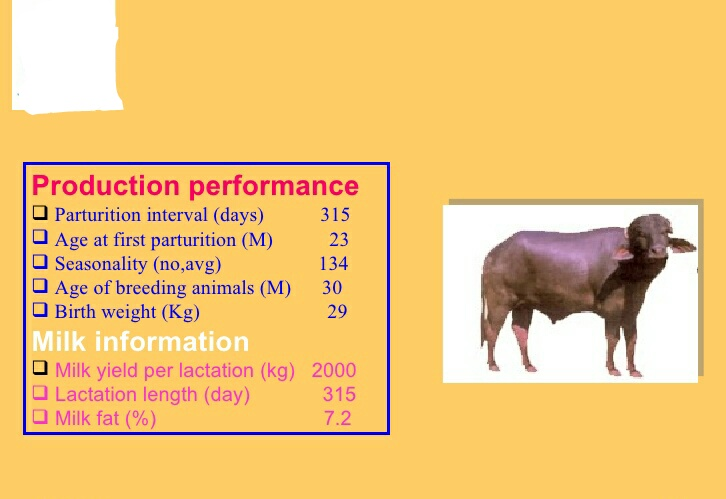 Production performance
Parturition interval (days) 315
Age at first parturition (M) 23
Seasonality (no,avg) 134
Age of breeding animals (M) 30
Birth weight (Kg) 29
Milk information
Milk yield per lactation (kg) 2000
Lactation length (day) 315
Milk fat (%) 7.2